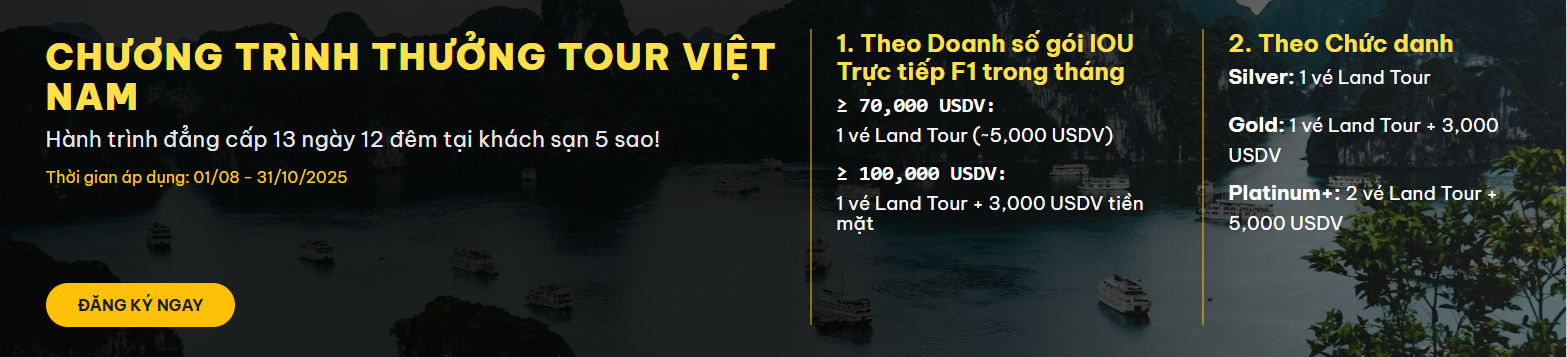 CHƯƠNG TRÌNH THƯỞNG TOUR VIỆT
NAM
Hành trình đẳng cấp 13 ngày 12 đêm tại khách sạn 5 sao!
Thời gian áp dụng: 01/08 - 31/10/2025
ĐĂNG KÝ NGAY
1. Theo Doanh số gói IOU
Trực tiếp F1 trong tháng
≥ 70,000 USDV:
1 vé Land Tour (~5,000 USDV)
≥ 100,000 USDV:
1 vé Land Tour + 3,000 USDV tiền
mặt
2. Theo Chức danh
Silver: 1 vé Land Tour
Gold: 1 vé Land Tour + 3,000
USDV
Platinum+: 2 vé Land Tour +
5,000 USDV